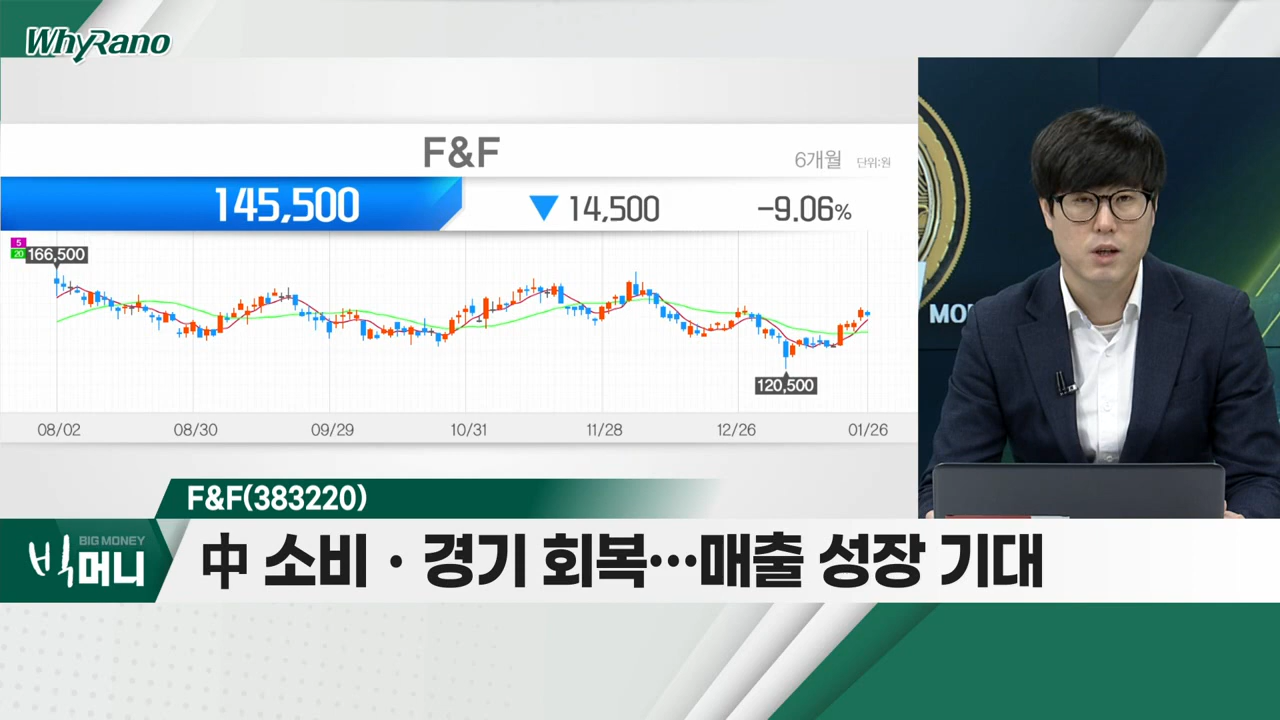 WhyRano
F&F
6개월 단위:원
145,500 ▼ 14,500 -9.06%
5
20
166,500
120,500
08/02 08/30 09/29 10/31 11/28 12/26 01/26
F&F(383220)
BIG MONEY
빅머니
中 소비·경기 회복…매출 성장 기대